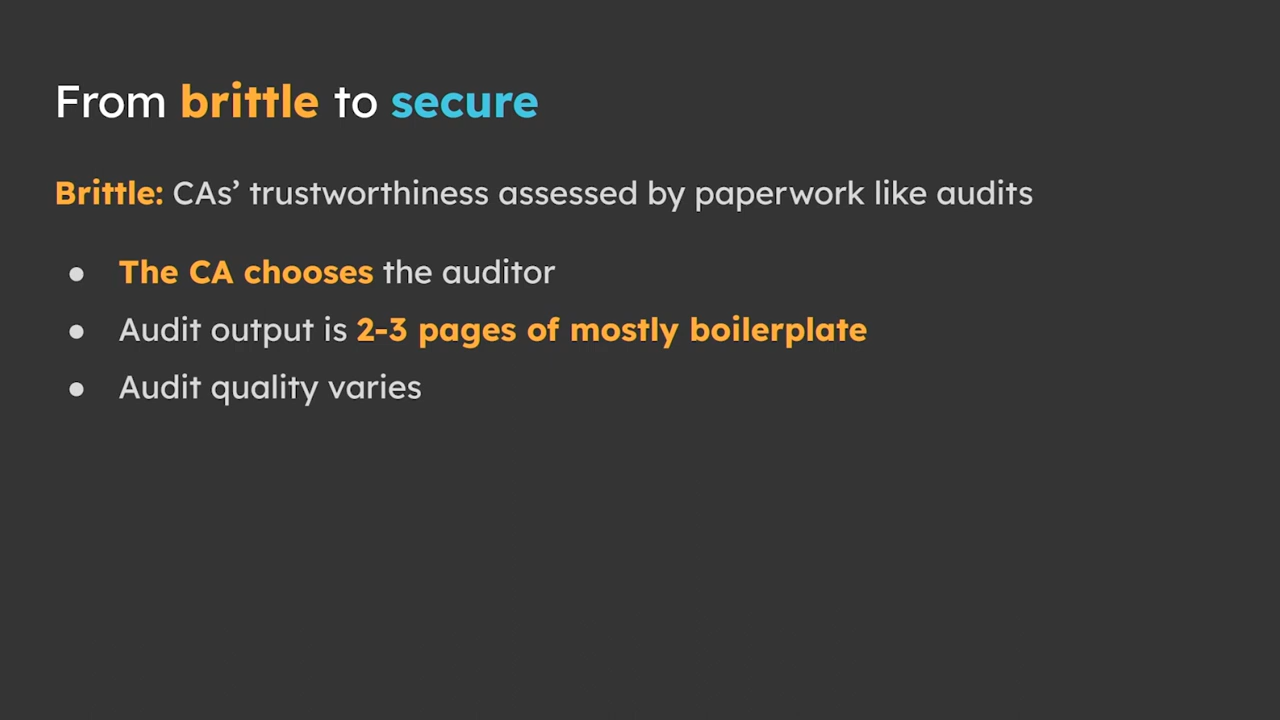 From brittle to secure
Brittle: CAs’ trustworthiness assessed by paperwork like audits
● The CA chooses the auditor
● Audit output is 2-3 pages of mostly boilerplate
● Audit quality varies